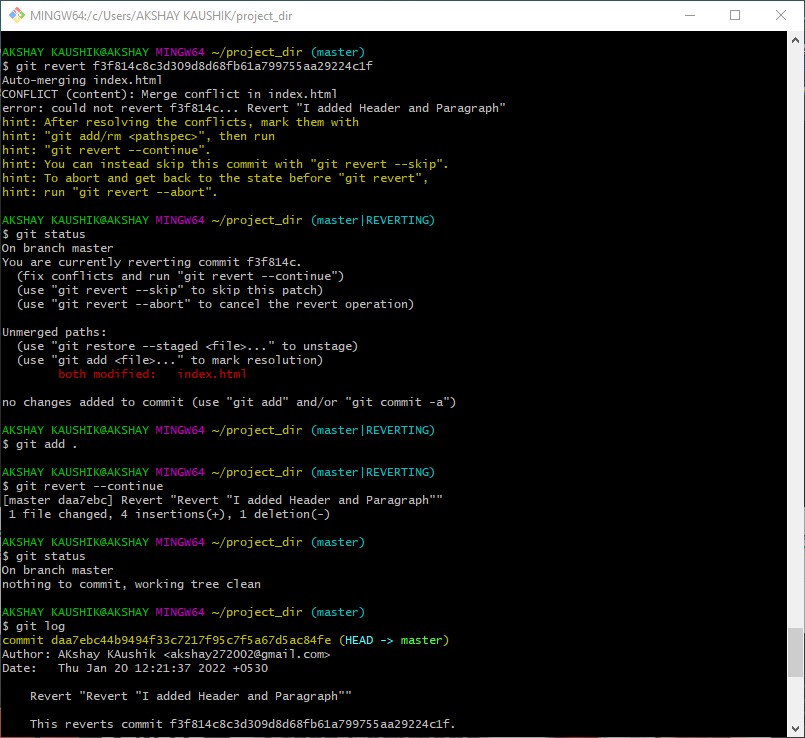 MINGW64:/c/Users/AKSHAY KAUSHIK/project_dir
AKSHAY KAUSHIK@AKSHAY MINGW64 ~/project_dir (master)
$ git revert f3f814c8c3d309d8d68fb61a799755aa29224c1f
Auto-merging index.html
CONFLICT (content): Merge conflict in index.html
error: could not revert f3f814c... Revert "I added Header and Paragraph"
hint: After resolving the conflicts, mark them with
hint: "git add/rm <pathspec>", then run
hint: "git revert --continue".
hint: You can instead skip this commit with "git revert --skip".
hint: To abort and get back to the state before "git revert",
hint: run "git revert --abort".
AKSHAY KAUSHIK@AKSHAY MINGW64 ~/project_dir (master|REVERTING)
$ git status
On branch master
You are currently reverting commit f3f814c.
  (fix conflicts and run "git revert --continue")
  (use "git revert --skip" to skip this patch)
  (use "git revert --abort" to cancel the revert operation)
Unmerged paths:
  (use "git restore --staged <file>..." to unstage)
  (use "git add <file>..." to mark resolution)
        both modified:   index.html
no changes added to commit (use "git add" and/or "git commit -a")
AKSHAY KAUSHIK@AKSHAY MINGW64 ~/project_dir (master|REVERTING)
$ git add .
AKSHAY KAUSHIK@AKSHAY MINGW64 ~/project_dir (master|REVERTING)
$ git revert --continue
[master daa7ebc] Revert "Revert "I added Header and Paragraph""
 1 file changed, 4 insertions(+), 1 deletion(-)
AKSHAY KAUSHIK@AKSHAY MINGW64 ~/project_dir (master)
$ git status
On branch master
nothing to commit, working tree clean
AKSHAY KAUSHIK@AKSHAY MINGW64 ~/project_dir (master)
$ git log
commit daa7ebc44b9494f33c7217f95c7f5a67d5ac84fe (HEAD -> master)
Author: AKshay KAushik <akshay272002@gmail.com>
Date:   Thu Jan 20 12:21:37 2022 +0530
    Revert "Revert "I added Header and Paragraph""
    This reverts commit f3f814c8c3d309d8d68fb61a799755aa29224c1f.